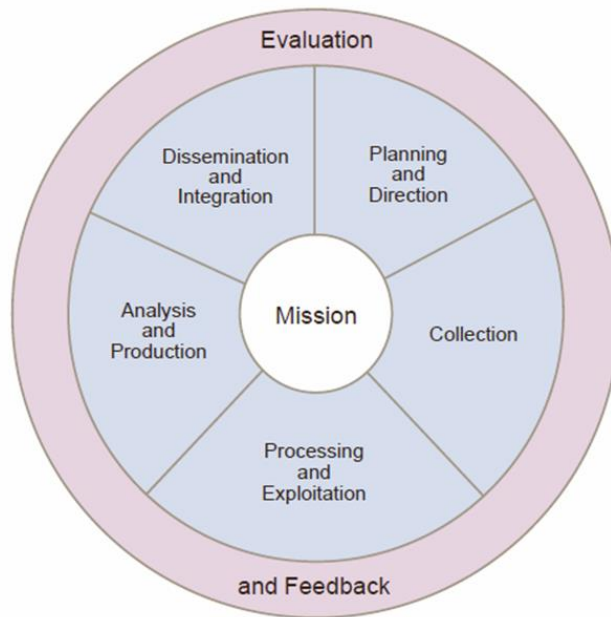 Evaluation
Dissemination
and
Integration
Planning
and
Direction
Analysis
and
Production
Mission
Collection
Processing
and
Exploitation
and Feedback